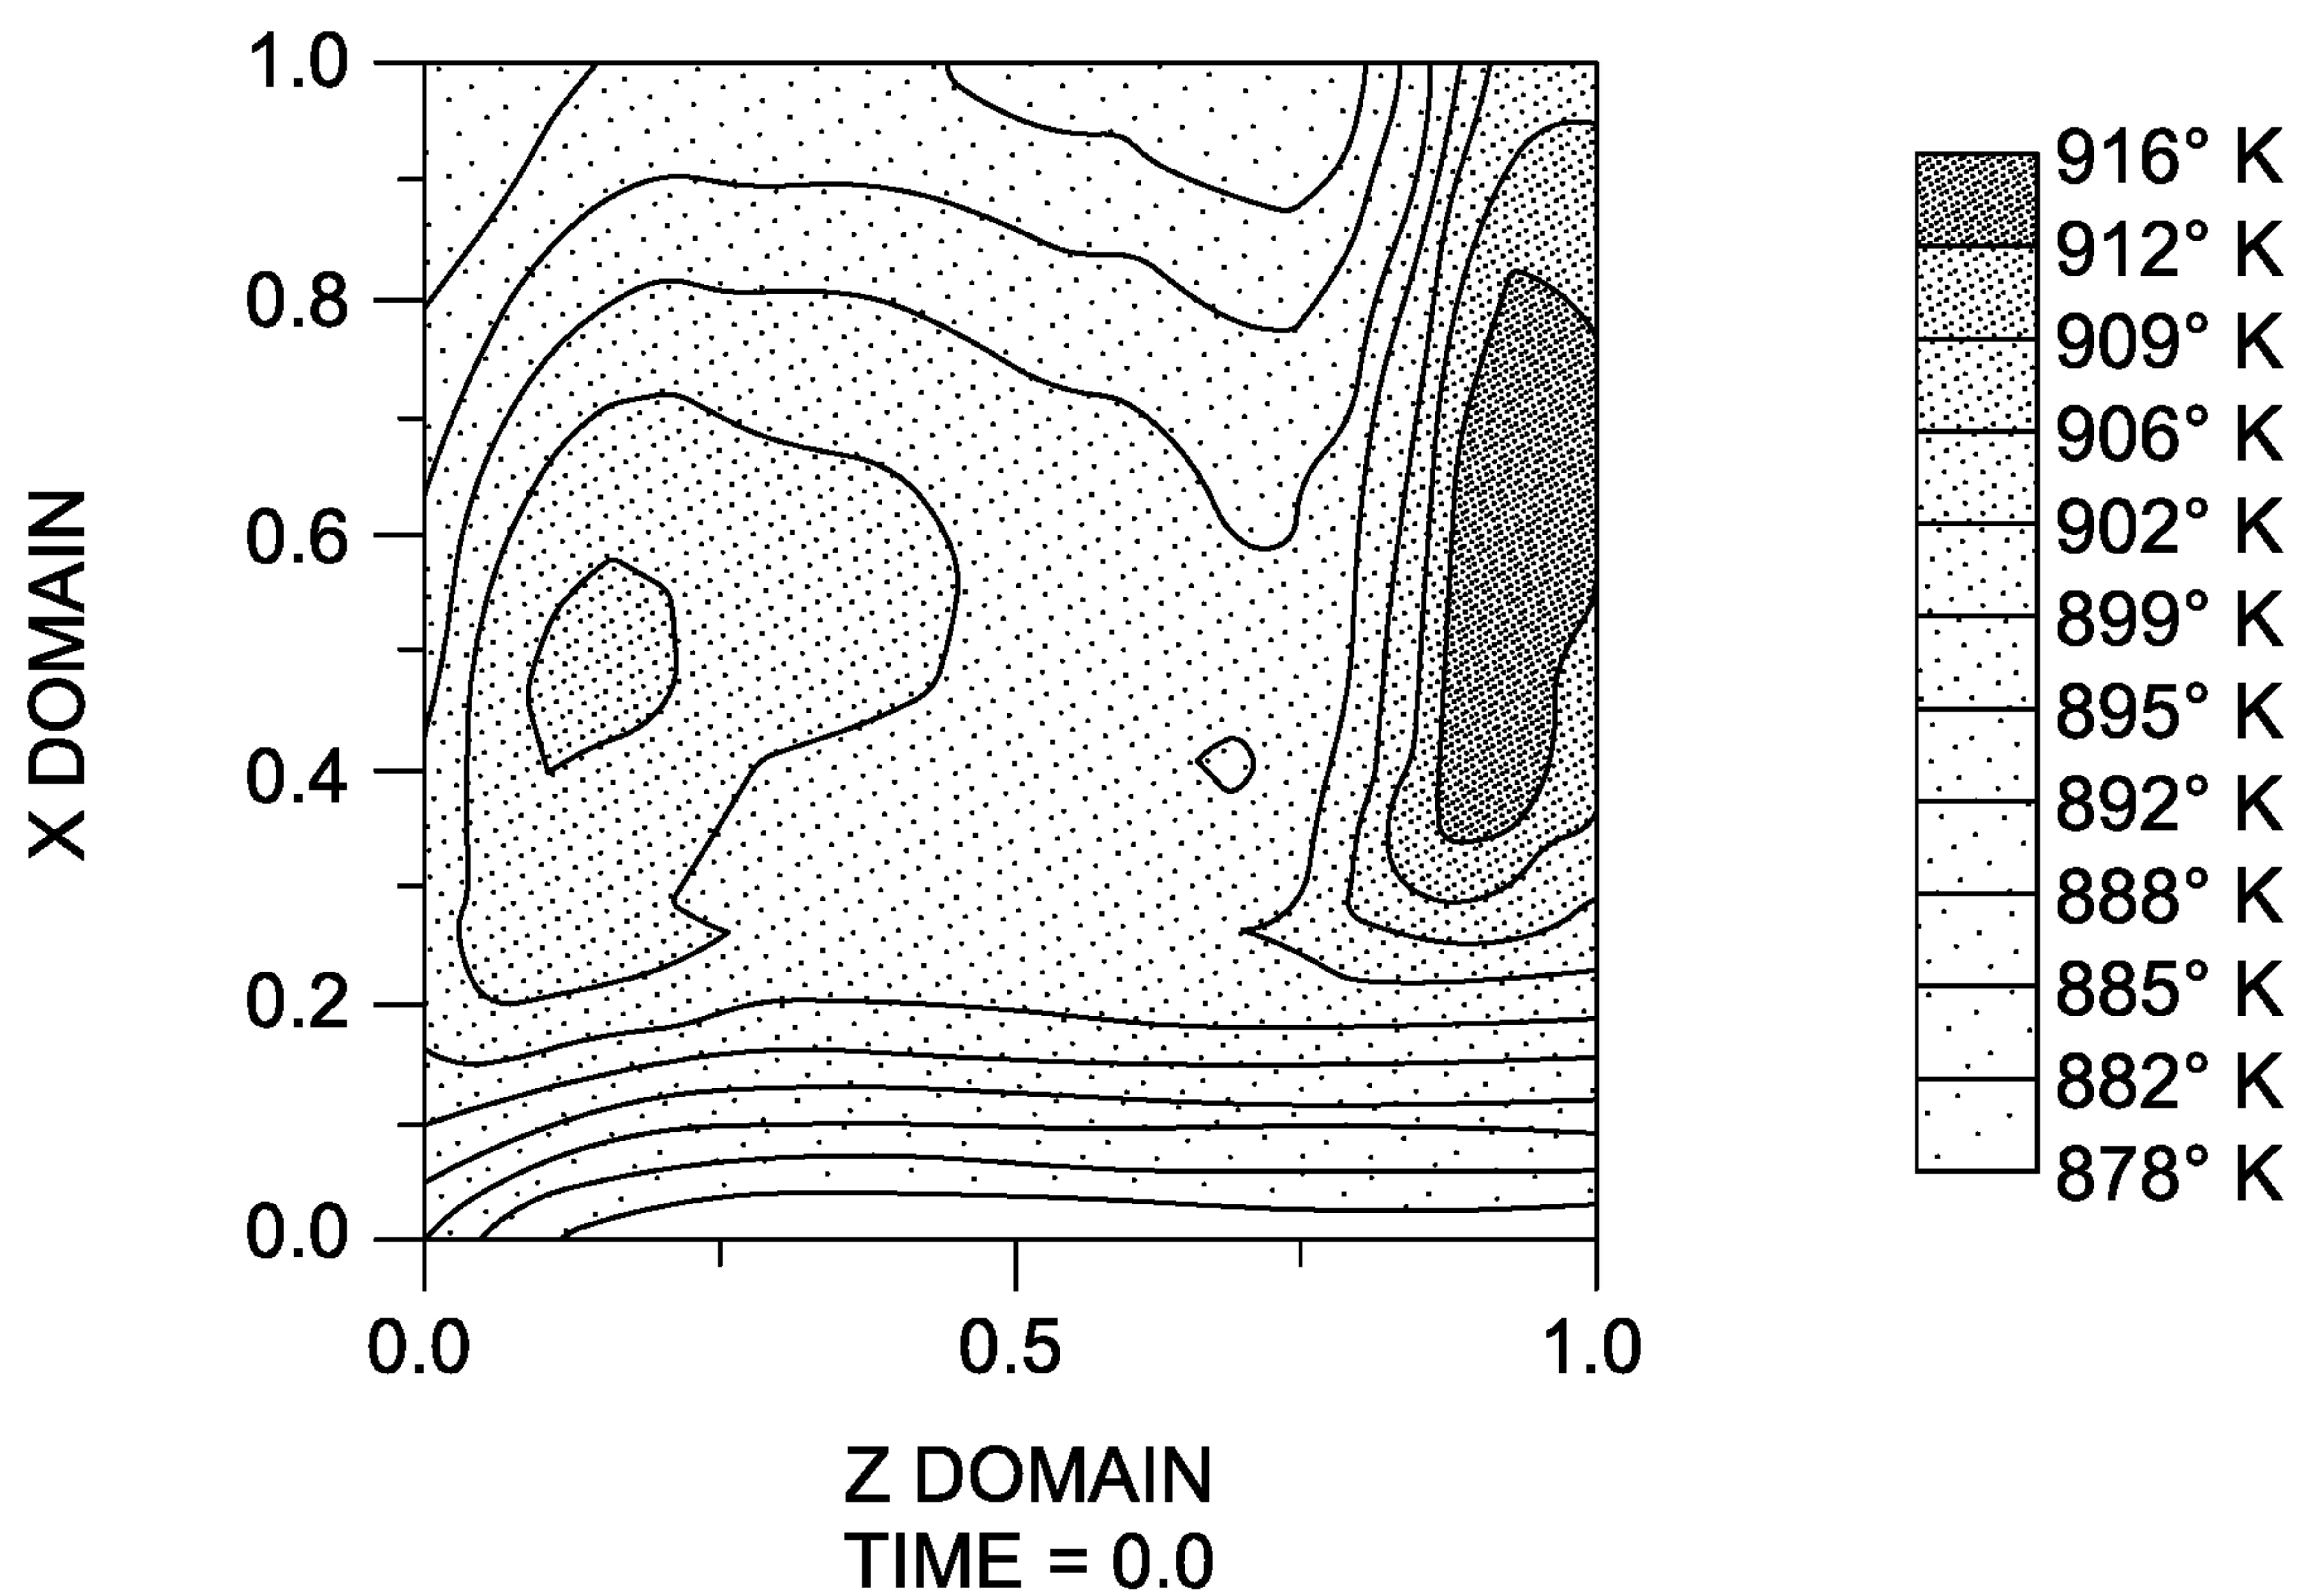 1.0
0.8
0.6
0.4
0.2
0.0
X DOMAIN
0.0 0.5 1.0
Z DOMAIN
TIME = 0.0
916° K
912° K
909° K
906° K
902° K
899° K
895° K
892° K
888° K
885° K
882° K
878° K